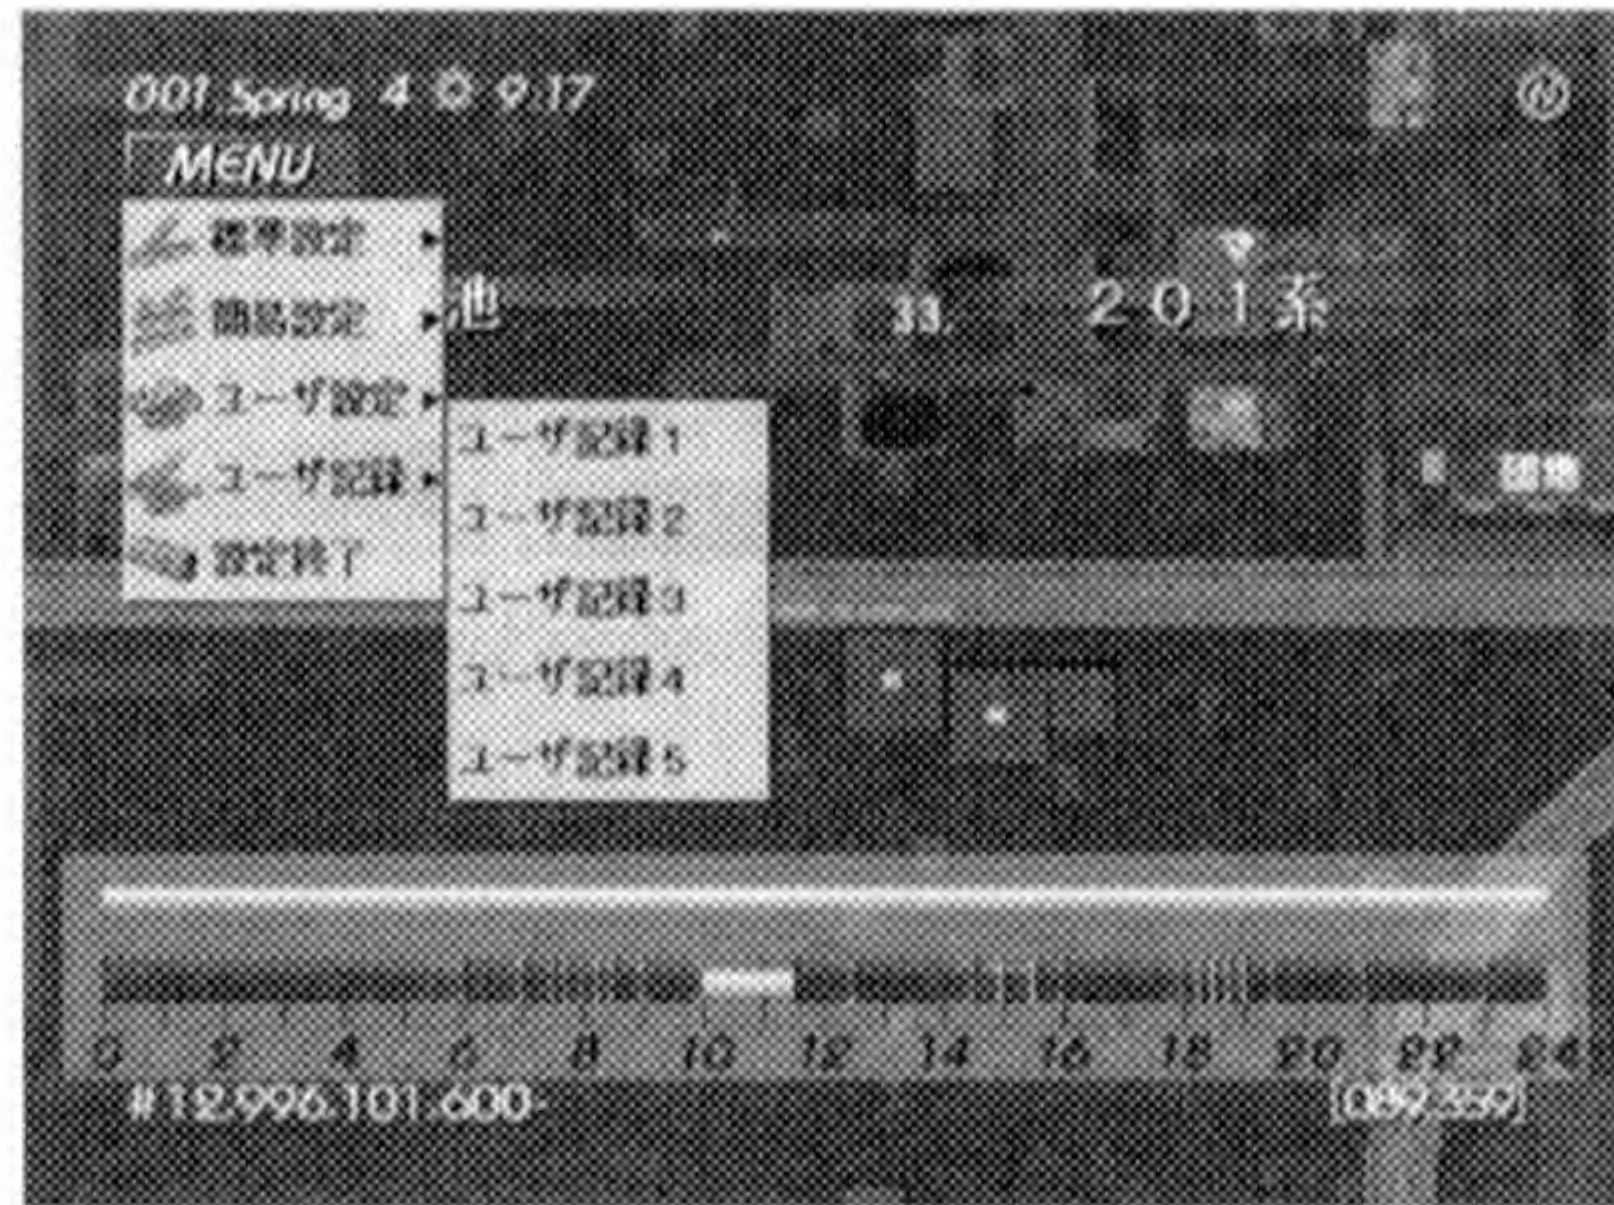 001.Spring 4 9:17
MENU
標準設定
簡易設定
ユーザ設定
ユーザ記録
設定終了
池
33.
201系
ユーザ記録1
ユーザ記録2
ユーザ記録3
ユーザ記録4
ユーザ記録5
0 2 4 6 8 10 12 14 16 18 20 22 24
#12.996.101.600-
[089.359]